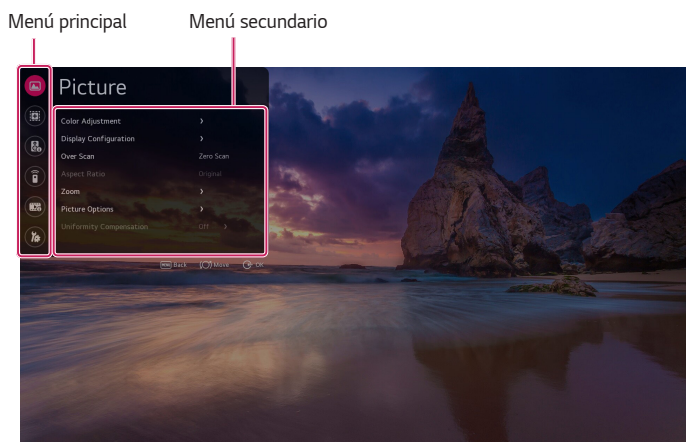 Menú principal Menú secundario
Picture
Color Adjustment
Display Configuration
Over Scan Zero Scan
Aspect Ratio Original
Zoom
Picture Options
Uniformity Compensation Off
MENU Back Move OK